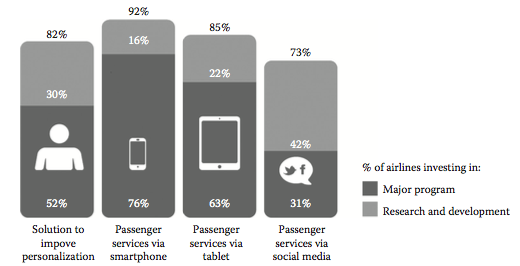 82%
92%
85%
73%
30%
16%
22%
42%
52%
76%
63%
31%
Solution to
impove
personalization
Passenger
services via
smartphone
Passenger
services via
tablet
Passenger
services via
social media
% of airlines investing in:
Major program
Research and development